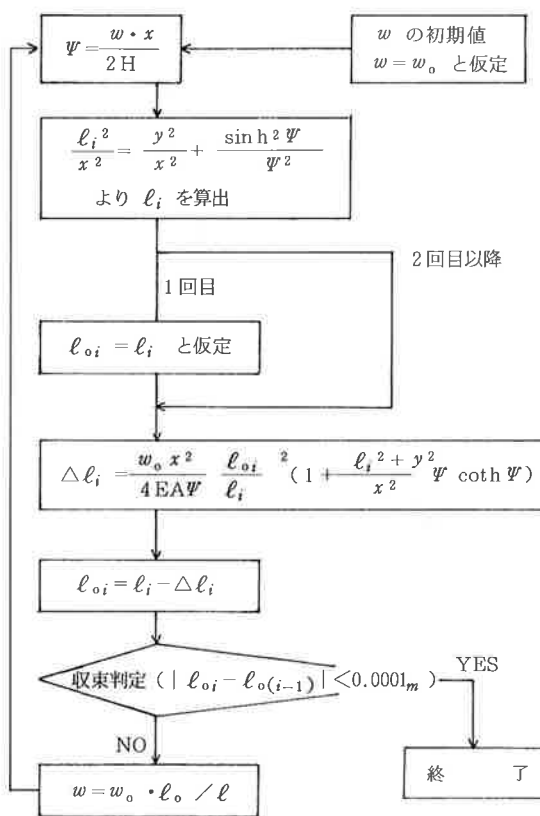 Ψ = w・x / 2H
w の初期値
w = w₀ と仮定
ℓᵢ² / x² = y² / x² + sin h² Ψ / Ψ²
より ℓᵢ を算出
2回目以降
1回目
ℓ₀ᵢ = ℓᵢ と仮定
△ℓᵢ = w₀ x² / 4EAΨ ℓ₀ᵢ / ℓᵢ ² (1 + ℓᵢ² + y² / x² Ψ coth Ψ)
ℓ₀ᵢ = ℓᵢ − △ℓᵢ
収束判定 (| ℓ₀ᵢ − ℓ₀₍ᵢ₋₁₎ | < 0.0001m)
YES
NO
終 了
w = w₀ ・ ℓ₀ / ℓ